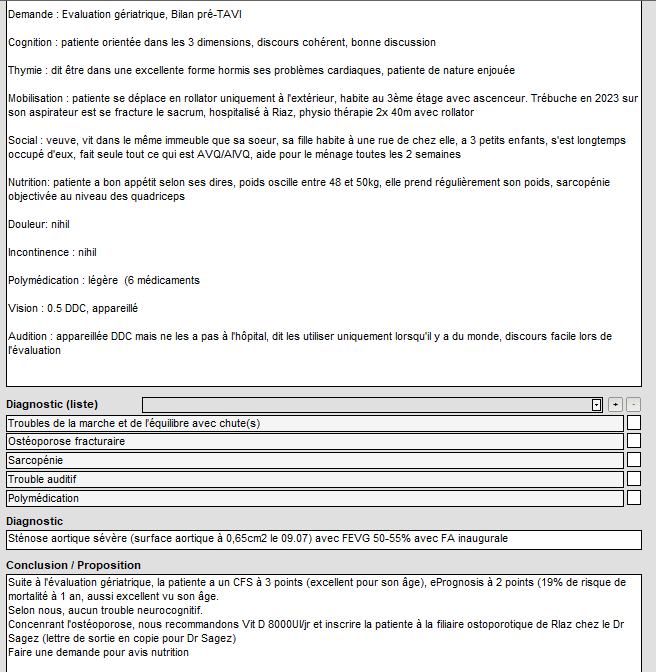 Demande : Evaluation gériatrique, Bilan pré-TAVI
Cognition : patiente orientée dans les 3 dimensions, discours cohérent, bonne discussion
Thymie : dit être dans une excellente forme hormis ses problèmes cardiaques, patiente de nature enjouée
Mobilisation : patiente se déplace en rollator uniquement à l'extérieur, habite au 3ème étage avec ascenceur. Trébuche en 2023 sur
son aspirateur est se fracture le sacrum, hospitalisé à Riaz, physio thérapie 2x 40m avec rollator
Social : veuve, vit dans le même immeuble que sa soeur, sa fille habite à une rue de chez elle, a 3 petits enfants, s'est longtemps
occupé d'eux, fait seule tout ce qui est AVQ/AIVQ, aide pour le ménage toutes les 2 semaines
Nutrition: patiente a bon appétit selon ses dires, poids oscille entre 48 et 50kg, elle prend régulièrement son poids, sarcopénie
objectivée au niveau des quadriceps
Douleur: nihil
Incontinence : nihil
Polymédication : légère  (6 médicaments
Vision : 0.5 DDC, appareillé
Audition : appareillée DDC mais ne les a pas à l'hôpital, dit les utiliser uniquement lorsqu'il y a du monde, discours facile lors de
l'évaluation
Diagnostic (liste) + -
Troubles de la marche et de l'équilibre avec chute(s)
Ostéoporose fracturaire
Sarcopénie
Trouble auditif
Polymédication
Diagnostic
Sténose aortique sévère (surface aortique à 0,65cm2 le 09.07) avec FEVG 50-55% avec FA inaugurale
Conclusion / Proposition
Suite à l'évaluation gériatrique, la patiente a un CFS à 3 points (excellent pour son âge), ePrognosis à 2 points (19% de risque de
mortalité à 1 an, aussi excellent vu son âge.
Selon nous, aucun trouble neurocognitif.
Concenrant l'ostéoporose, nous recommandons Vit D 8000UI/jr et inscrire la patiente à la filiaire ostoporotique de RIaz chez le Dr
Sagez (lettre de sortie en copie pour Dr Sagez)
Faire une demande pour avis nutrition